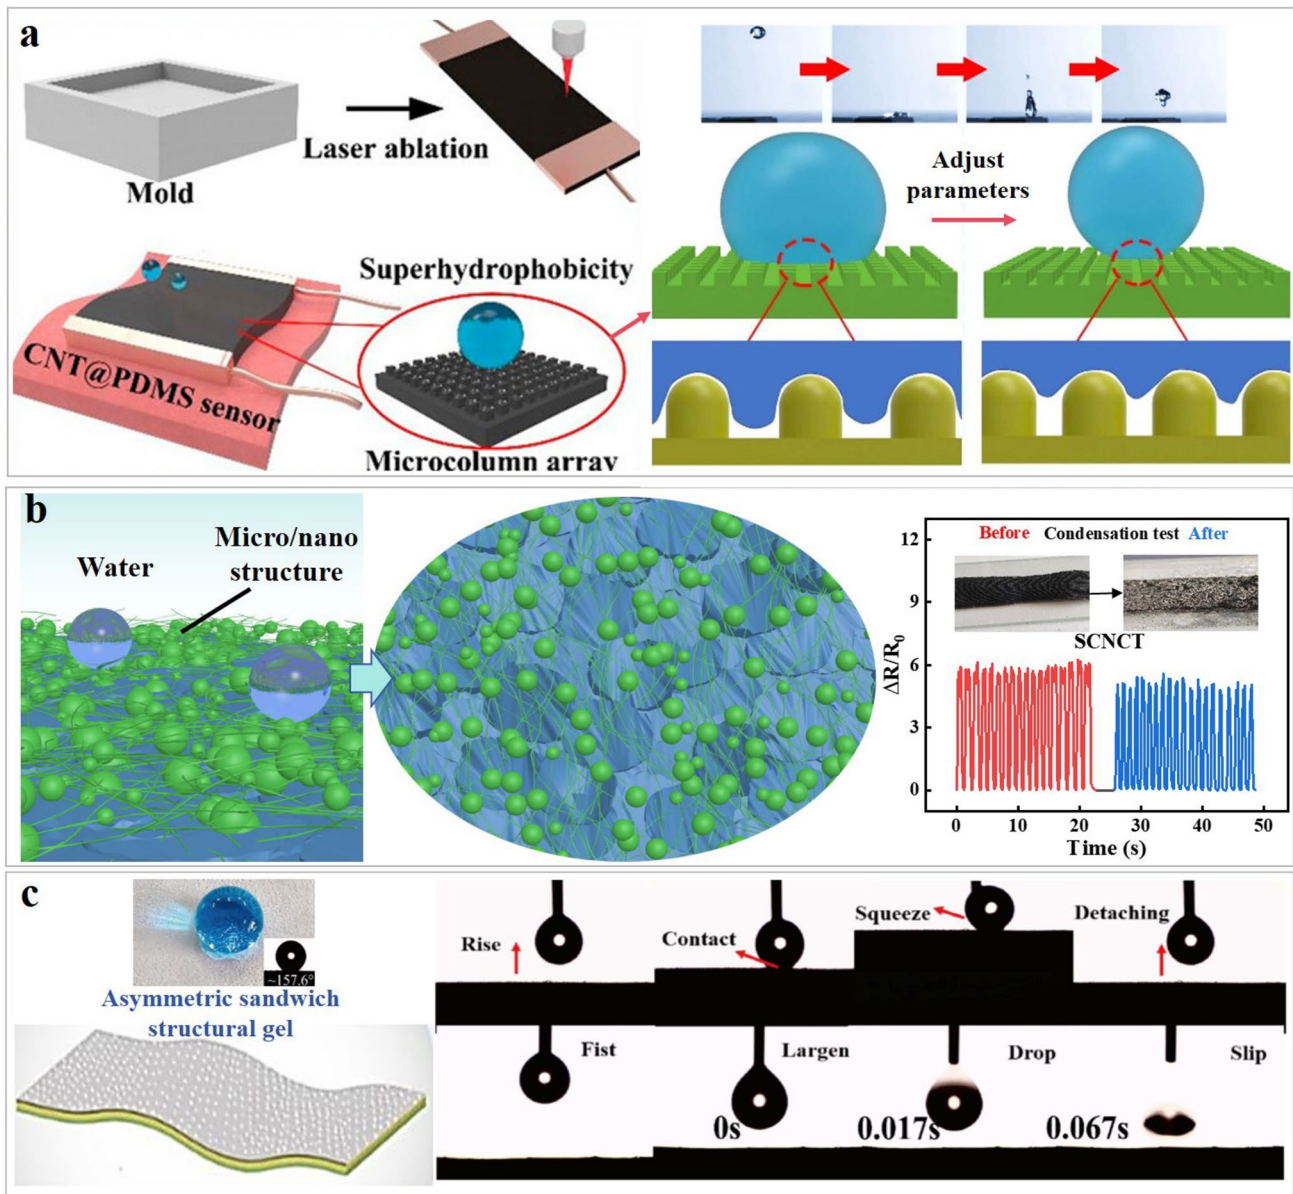 a
Mold
Laser ablation
CNT@PDMS sensor
Superhydrophobicity
Microcolumn array
Adjust
parameters
b
Water
Micro/nano
structure
Before Condensation test After
SCNCT
ΔR/R0
12
9
6
3
0
0 10 20 30 40 50
Time (s)
c
~157.6°
Asymmetric sandwich
structural gel
Rise
Contact
Squeeze
Detaching
Fist
Largen
Drop
Slip
0s
0.017s
0.067s